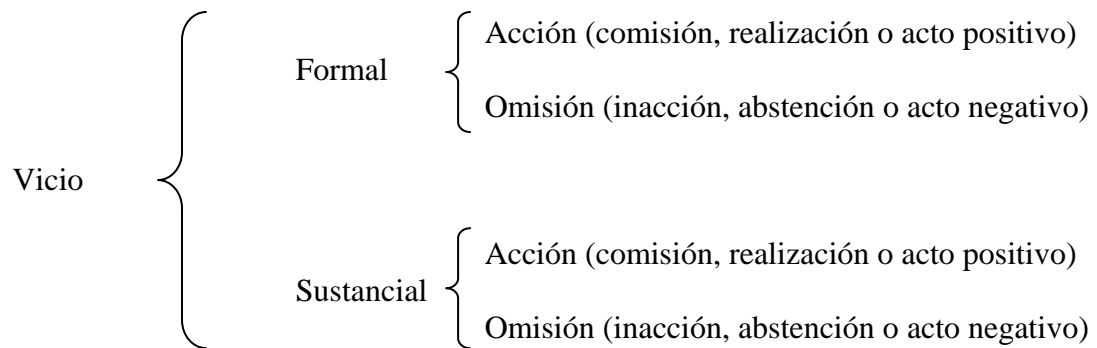 Acción (comisión, realización o acto positivo)
Formal
Omisión (inacción, abstención o acto negativo)
Vicio
Acción (comisión, realización o acto positivo)
Sustancial
Omisión (inacción, abstención o acto negativo)